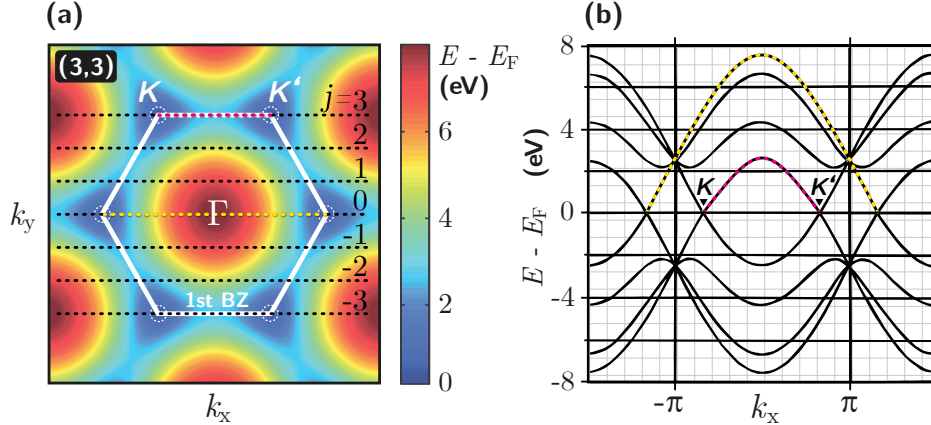 (a)
(3,3)
K
K‘
j=3
2
1
0
-1
-2
-3
Γ
1st BZ
k_y
k_x
E - E_F
(eV)
6
4
2
0
(b)
8
4
0
-4
-8
E - E_F (eV)
K
K‘
-π
k_x
π